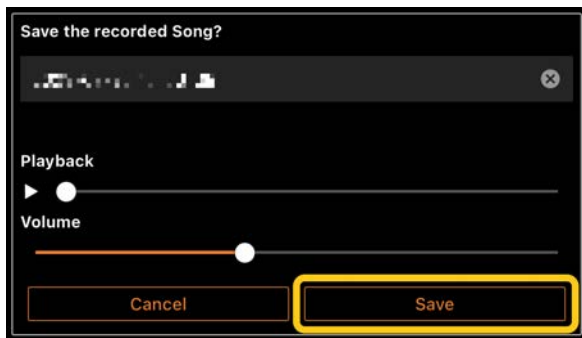 Save the recorded Song?
Playback
Volume
Cancel
Save